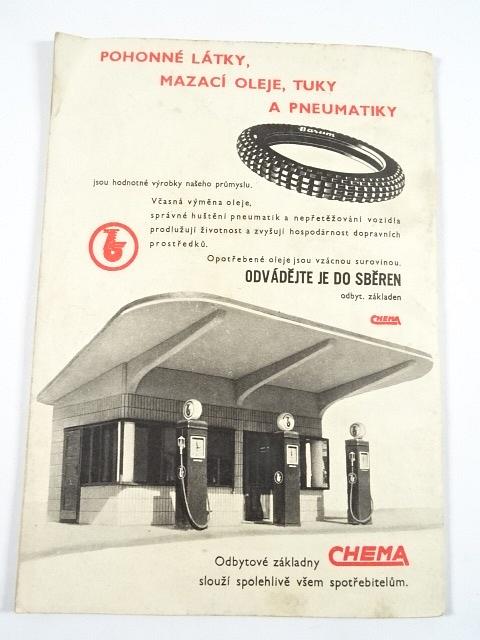 POHONNÉ LÁTKY,
MAZACÍ OLEJE, TUKY
A PNEUMATIKY
Barum
jsou hodnotné výrobky našeho průmyslu.
Včasná výměna oleje,
správné huštění pneumatik a nepřetěžování vozidla
prodlužují životnost a zvyšují hospodárnost dopravních
prostředků.
Opotřebené oleje jsou vzácnou surovinou.
ODVÁDĚJTE JE DO SBĚREN
odbyt. základen
CHEMA
Odbytové základny CHEMA
slouží spolehlivě všem spotřebitelům.